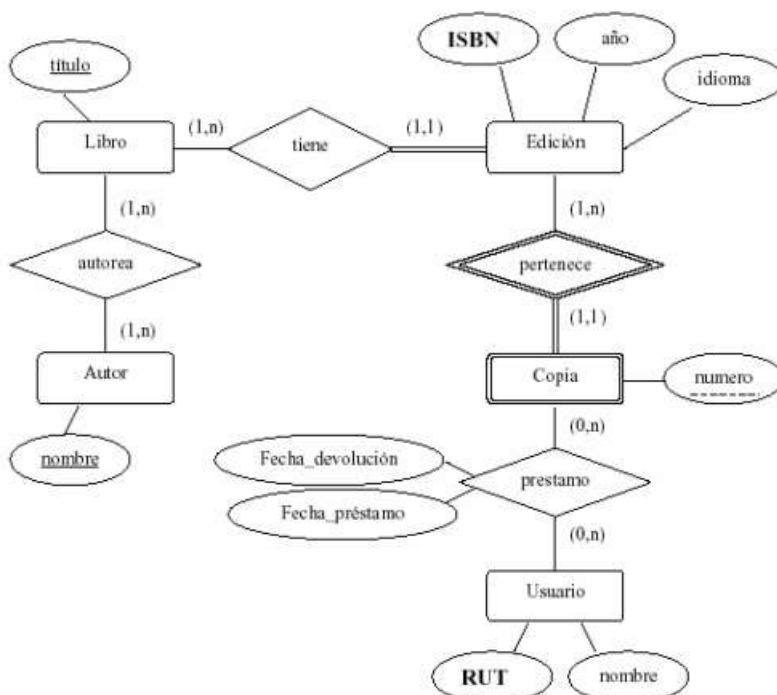 ISBN
año
título
idioma
Libro
(1,n)
tiene
(1,1)
Edición
(1,n)
(1,n)
autorea
pertenece
(1,n)
(1,1)
Autor
Copia
numero
nombre
(0,n)
Fecha_devolución
prestamo
Fecha_préstamo
(0,n)
Usuario
RUT
nombre